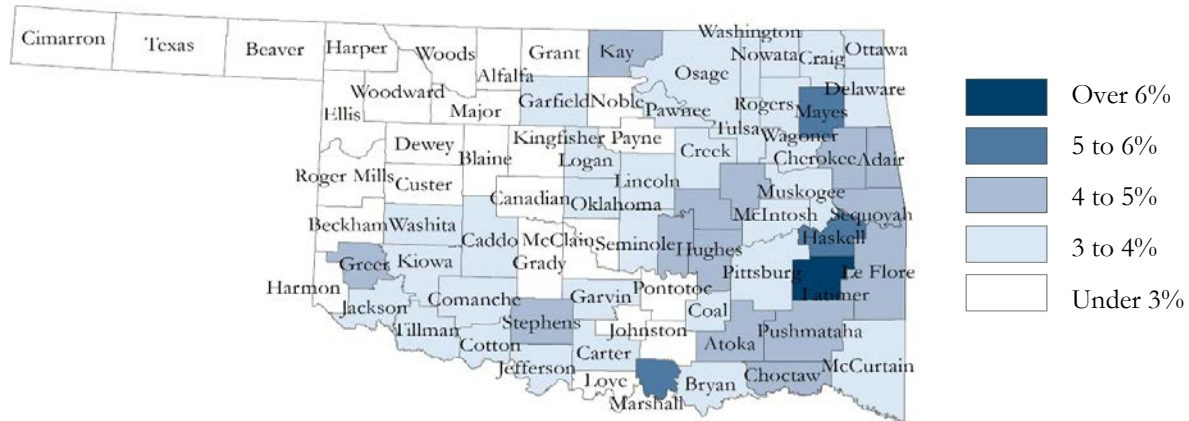 Cimarron
Texas
Beaver
Harper
Woods
Alfalfa
Grant
Kay
Osage
Washington
Nowata
Craig
Ottawa
Woodward
Ellis
Major
Garfield
Noble
Pawnee
Rogers
Mayes
Delaware
Dewey
Blaine
Kingfisher
Logan
Payne
Creek
Tulsa
Wagoner
Cherokee
Adair
Roger Mills
Custer
Canadian
Oklahoma
Lincoln
Muskogee
McIntosh
Sequoyah
Beckham
Washita
Caddo
McClain
Grady
Seminole
Hughes
Haskell
Greer
Kiowa
Pittsburg
Le Flore
Latimer
Harmon
Jackson
Comanche
Stephens
Garvin
Pontotoc
Coal
Tillman
Cotton
Jefferson
Carter
Johnston
Atoka
Pushmataha
McCurtain
Love
Marshall
Bryan
Choctaw
Over 6%
5 to 6%
4 to 5%
3 to 4%
Under 3%